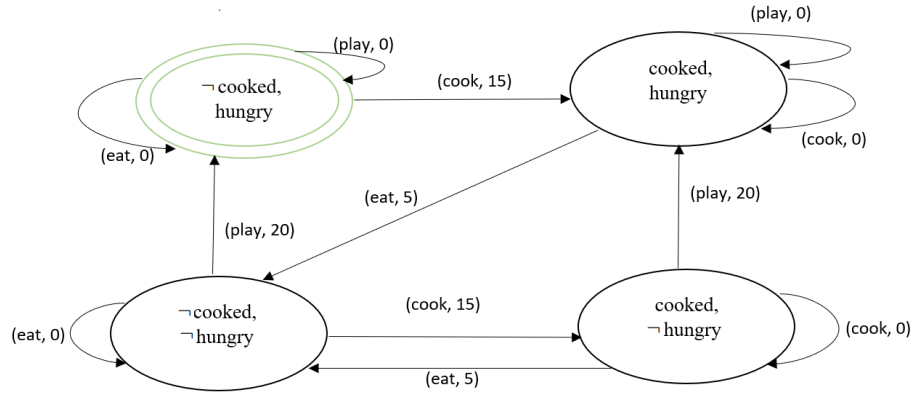 (play, 0)
(play, 0)
¬ cooked,
hungry
(cook, 15)
cooked,
hungry
(cook, 0)
(eat, 0)
(eat, 5)
(play, 20)
(play, 20)
¬cooked,
¬hungry
(cook, 15)
cooked,
¬hungry
(eat, 0)
(cook, 0)
(eat, 5)